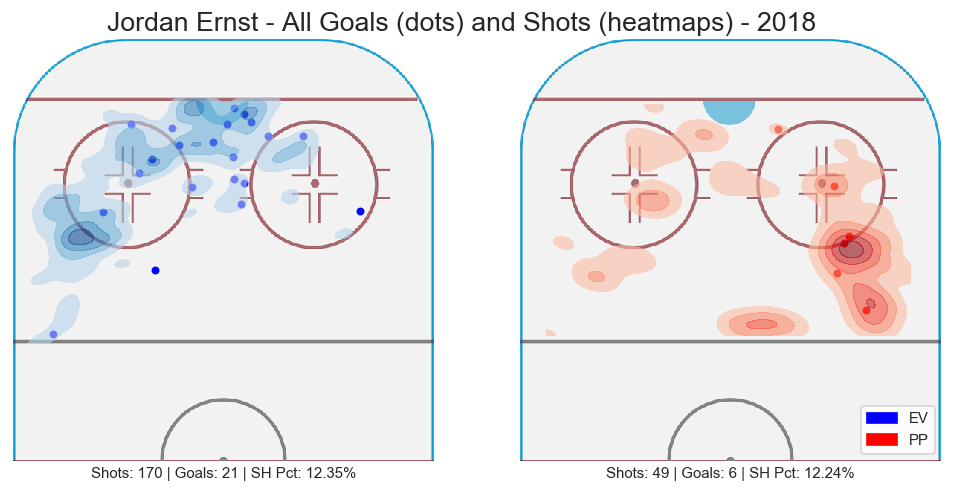 Jordan Ernst - All Goals (dots) and Shots (heatmaps) - 2018
EV
PP
Shots: 170 | Goals: 21 | SH Pct: 12.35%
Shots: 49 | Goals: 6 | SH Pct: 12.24%